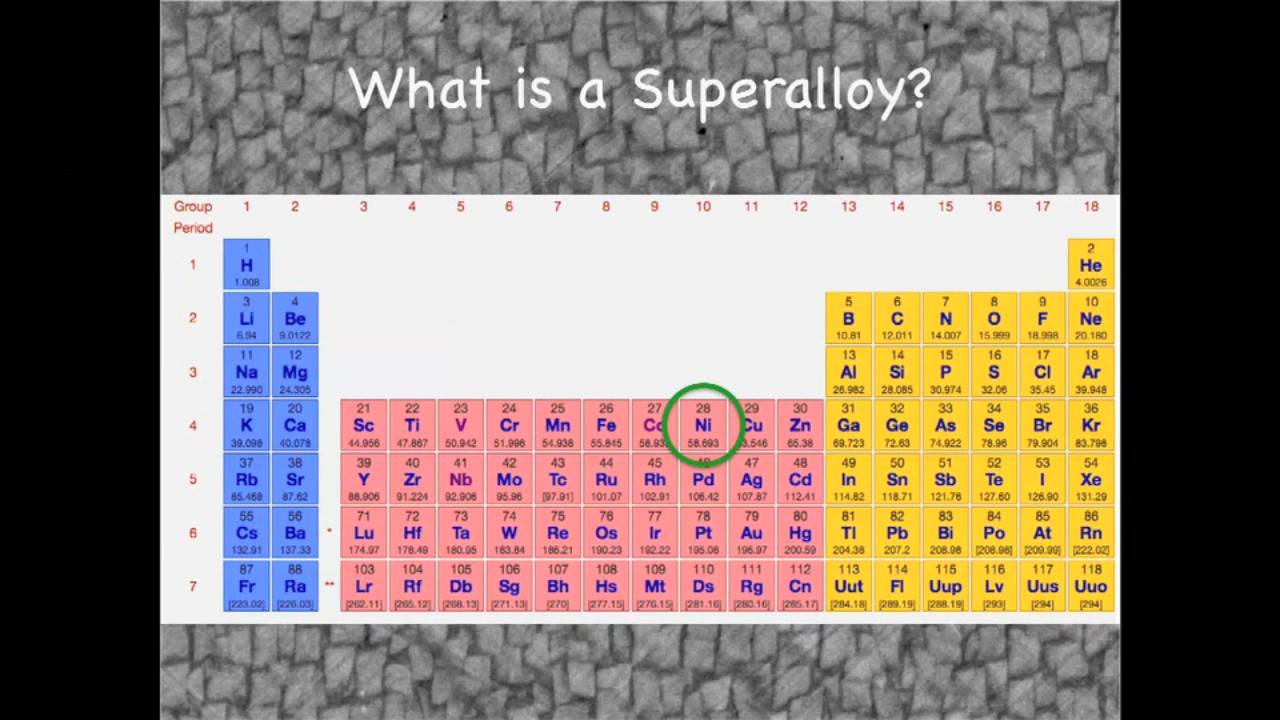 What is a Superalloy?
Group 1 2 3 4 5 6 7 8 9 10 11 12 13 14 15 16 17 18
Period
1 2
1 H He
1.008 4.0026
3 4 5 6 7 8 9 10
2 Li Be B C N O F Ne
6.94 9.0122 10.81 12.011 14.007 15.999 18.998 20.180
11 12 13 14 15 16 17 18
3 Na Mg Al Si P S Cl Ar
22.990 24.305 26.982 28.085 30.974 32.06 35.45 39.948
19 20 21 22 23 24 25 26 27 28 29 30 31 32 33 34 35 36
4 K Ca Sc Ti V Cr Mn Fe Ni Cu Zn Ga Ge As Se Br Kr
39.098 40.078 44.956 47.867 50.942 51.996 54.938 55.845 58.693 65.38 69.723 72.63 74.922 78.96 79.904 83.798
37 38 39 40 41 42 43 44 45 46 47 48 49 50 51 52 53 54
5 Rb Sr Y Zr Nb Mo Tc Ru Rh Pd Ag Cd In Sn Sb Te I Xe
85.468 87.62 88.906 91.224 92.906 95.96 [97.91] 101.07 102.91 106.42 107.87 112.41 114.82 118.71 121.76 127.60 126.90 131.29
55 56 71 72 73 74 75 76 77 78 79 80 81 82 83 84 85 86
6 Cs Ba * Lu Hf Ta W Re Os Ir Pt Au Hg Tl Pb Bi Po At Rn
132.91 137.33 174.97 178.49 180.95 183.84 186.21 190.23 192.22 195.08 196.97 200.59 204.38 207.2 208.98 [208.98] [209.99] [222.02]
87 88 103 104 105 106 107 108 109 110 111 112 113 114 115 116 117 118
7 Fr Ra ** Lr Rf Db Sg Bh Hs Mt Ds Rg Cn Uut Fl Uup Lv Uus Uuo
[223.02] [226.03] [262.11] [265.12] [268.13] [271.13] [270] [277.15] [276.15] [281.16] [280.16] [285.17] [284.18] [289.19] [288.19] [293] [294] [294]